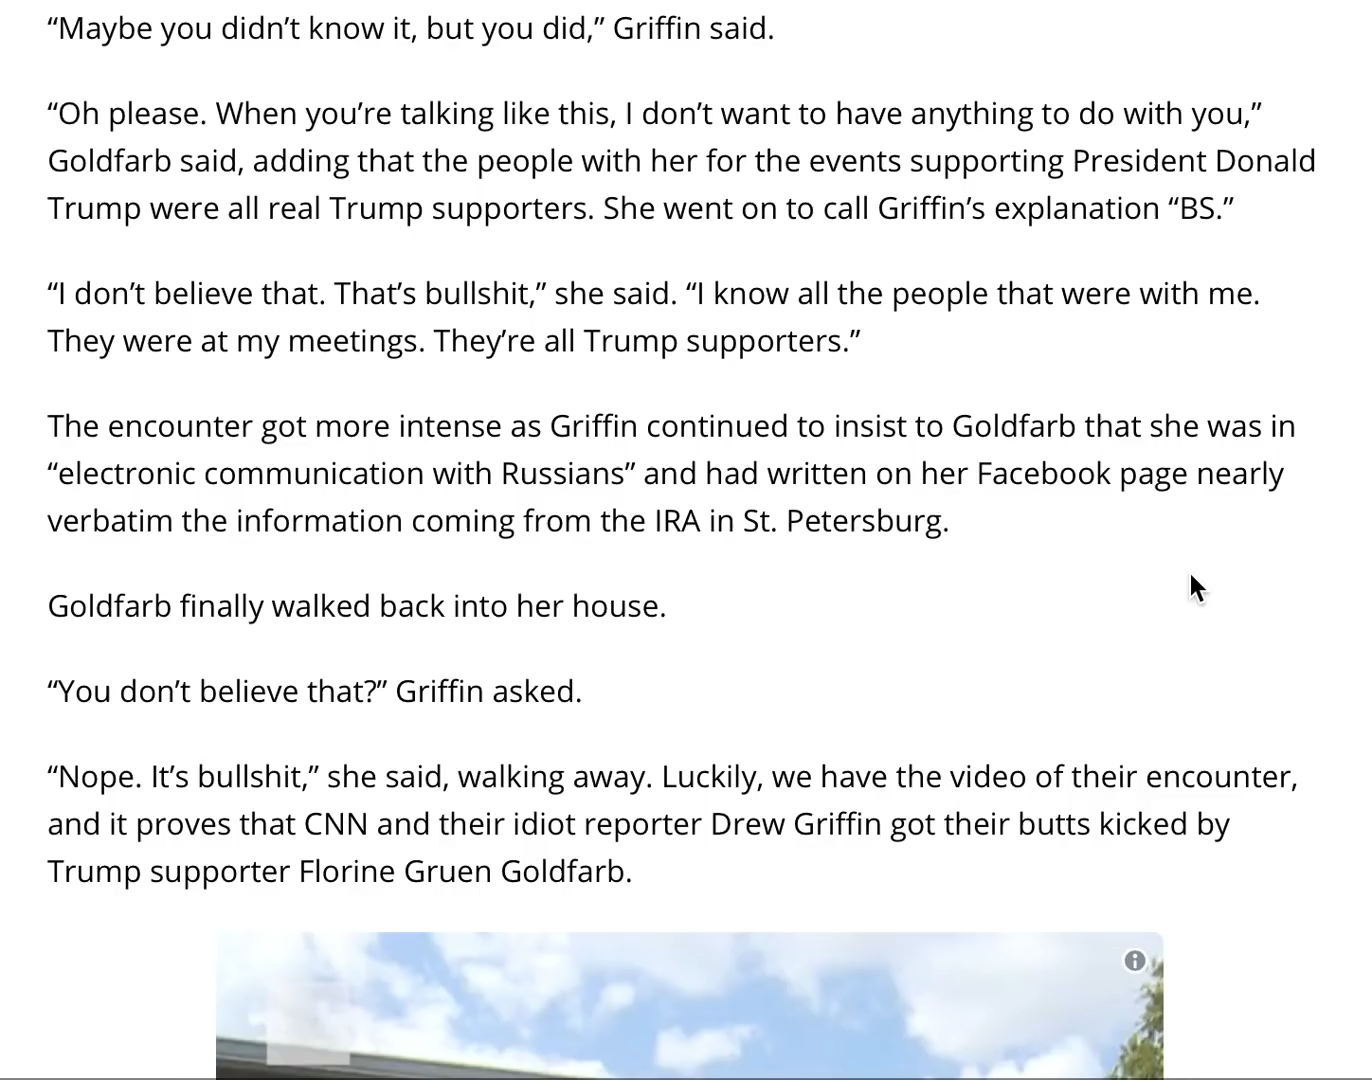 “Maybe you didn’t know it, but you did,” Griffin said.
“Oh please. When you’re talking like this, I don’t want to have anything to do with you,”
Goldfarb said, adding that the people with her for the events supporting President Donald
Trump were all real Trump supporters. She went on to call Griffin’s explanation “BS.”
“I don’t believe that. That’s bullshit,” she said. “I know all the people that were with me.
They were at my meetings. They’re all Trump supporters.”
The encounter got more intense as Griffin continued to insist to Goldfarb that she was in
“electronic communication with Russians” and had written on her Facebook page nearly
verbatim the information coming from the IRA in St. Petersburg.
Goldfarb finally walked back into her house.
“You don’t believe that?” Griffin asked.
“Nope. It’s bullshit,” she said, walking away. Luckily, we have the video of their encounter,
and it proves that CNN and their idiot reporter Drew Griffin got their butts kicked by
Trump supporter Florine Gruen Goldfarb.